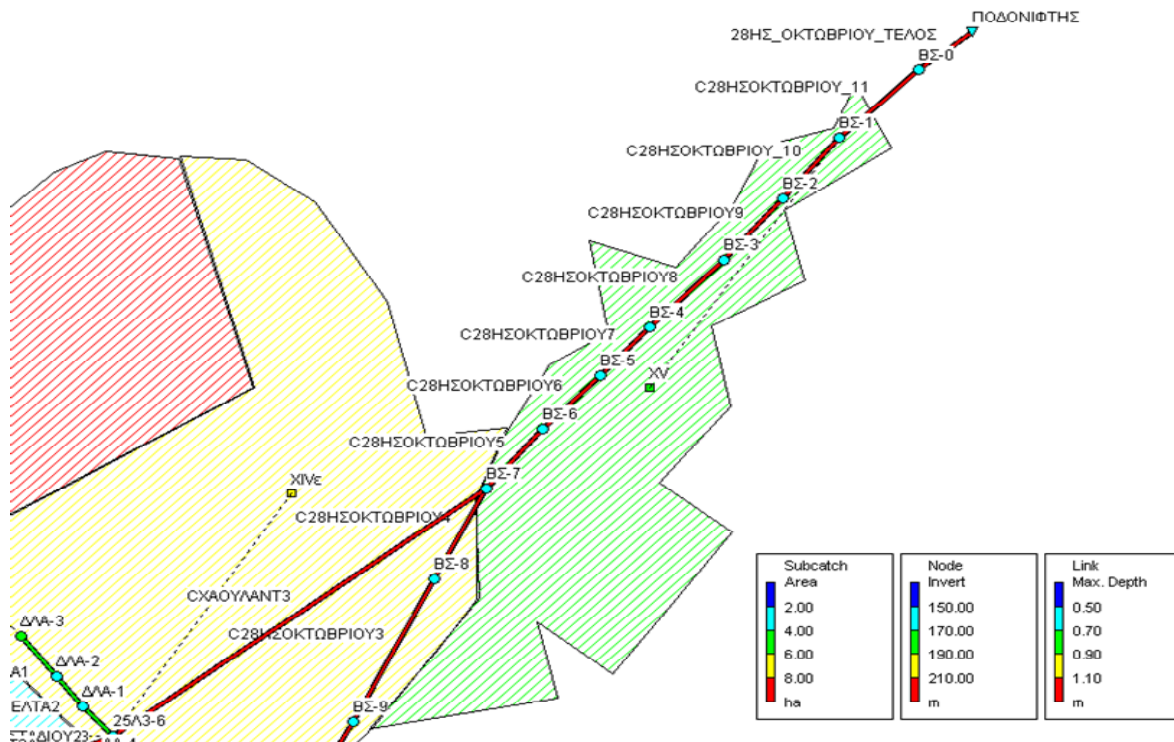 ΠΟΔΟΝΙΦΤΗΣ
28ΗΣ_ΟΚΤΩΒΡΙΟΥ_ΤΕΛΟΣ
ΒΣ-0
C28ΗΣΟΚΤΩΒΡΙΟΥ_11
ΒΣ-1
C28ΗΣΟΚΤΩΒΡΙΟΥ_10
ΒΣ-2
C28ΗΣΟΚΤΩΒΡΙΟΥ9
ΒΣ-3
C28ΗΣΟΚΤΩΒΡΙΟΥ8
ΒΣ-4
C28ΗΣΟΚΤΩΒΡΙΟΥ7
ΒΣ-5
XV
C28ΗΣΟΚΤΩΒΡΙΟΥ6
ΒΣ-6
C28ΗΣΟΚΤΩΒΡΙΟΥ5
ΒΣ-7
XIVε
C28ΗΣΟΚΤΩΒΡΙΟΥ4
ΒΣ-8
CΧΑΟΥΛΑΝΤ3
C28ΗΣΟΚΤΩΒΡΙΟΥ3
ΔΛΑ-3
ΔΛΑ-2
Α1
ΔΛΑ-1
ΕΛΤΑ2
25Λ3-6
ΒΣ-9
Subcatch
Area
2.00
4.00
6.00
8.00
ha
Node
Invert
150.00
170.00
190.00
210.00
m
Link
Max. Depth
0.50
0.70
0.90
1.10
m